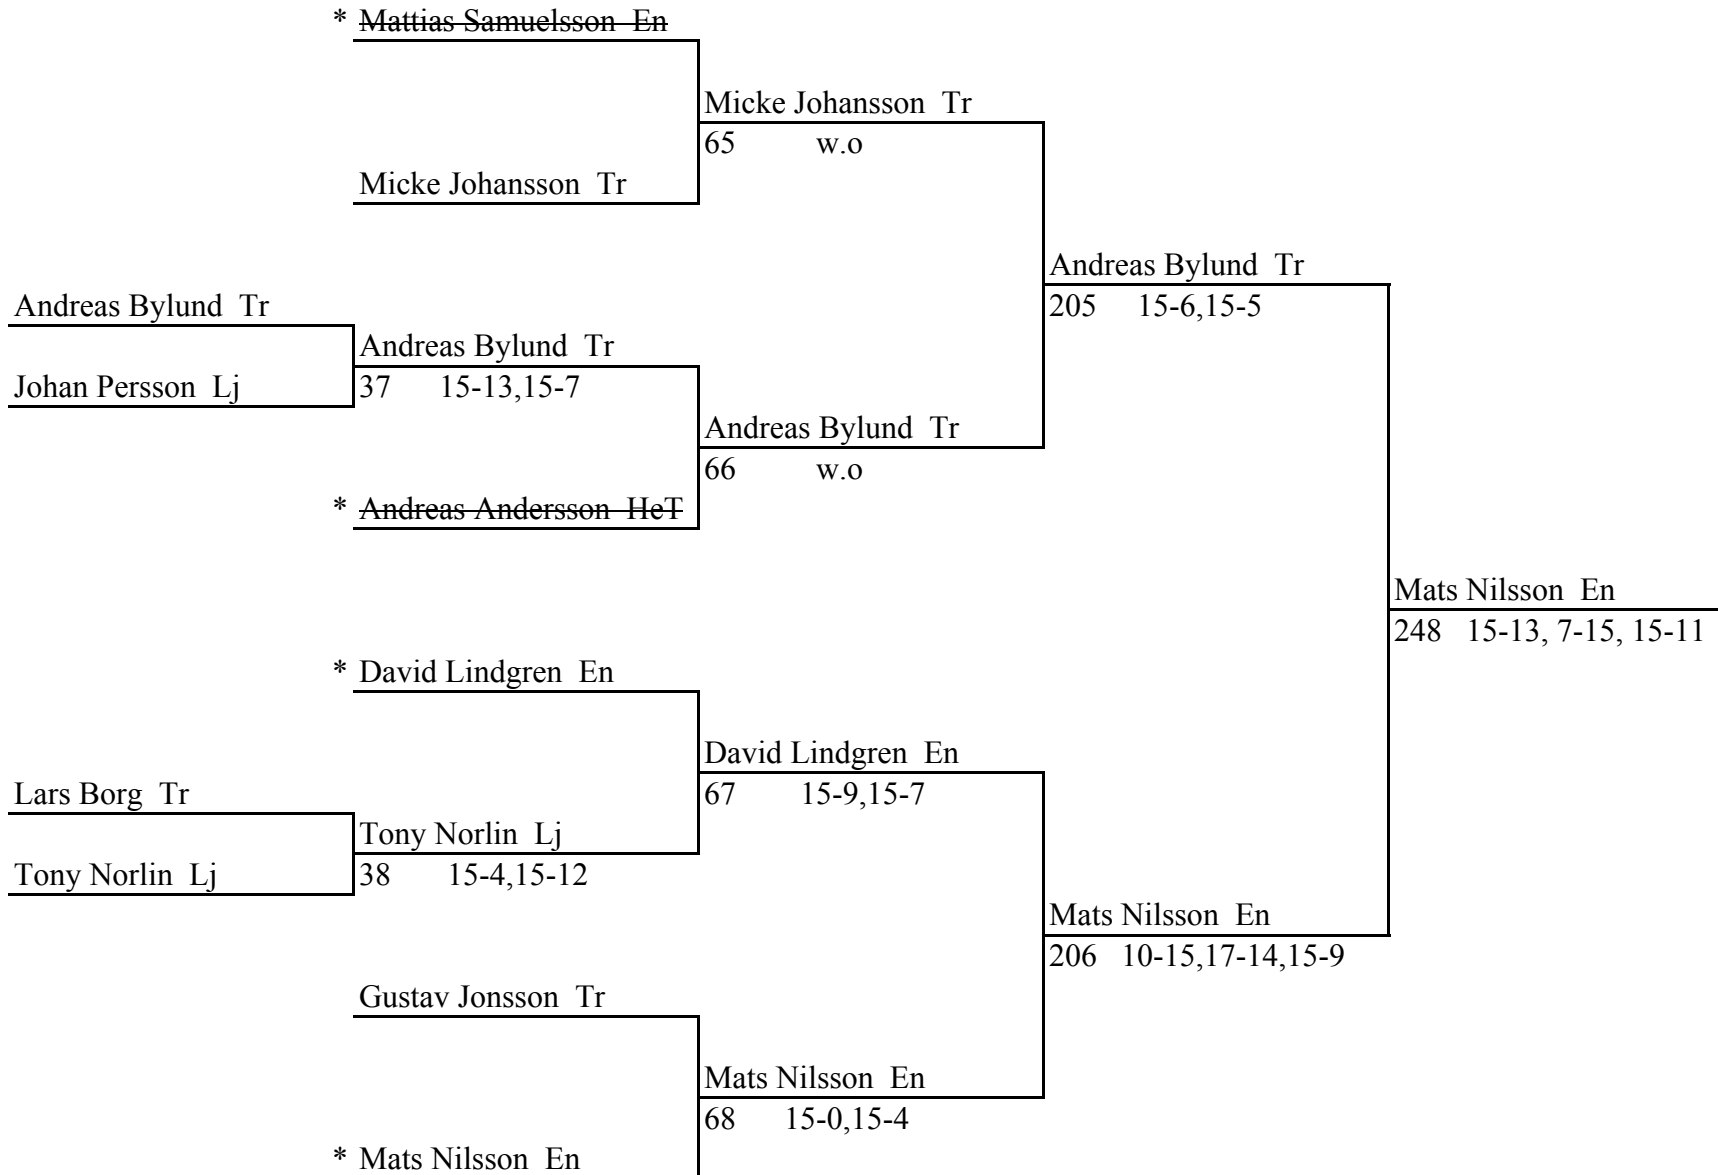 * Mattias Samuelsson En
Micke Johansson Tr
65 w.o
Micke Johansson Tr
Andreas Bylund Tr
205 15-6,15-5
Andreas Bylund Tr
Andreas Bylund Tr
37 15-13,15-7
Johan Persson Lj
Andreas Bylund Tr
66 w.o
* Andreas Andersson HeT
Mats Nilsson En
248 15-13, 7-15, 15-11
* David Lindgren En
David Lindgren En
67 15-9,15-7
Lars Borg Tr
Tony Norlin Lj
38 15-4,15-12
Tony Norlin Lj
Mats Nilsson En
206 10-15,17-14,15-9
Gustav Jonsson Tr
Mats Nilsson En
68 15-0,15-4
* Mats Nilsson En